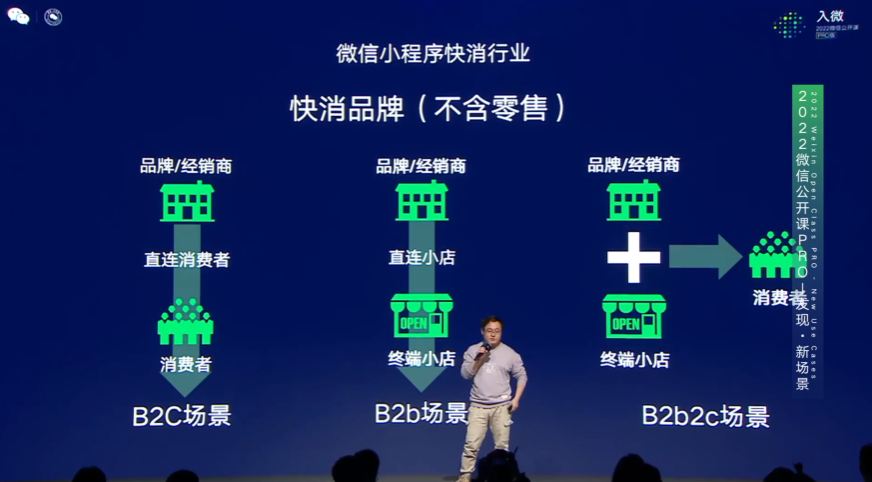 入微
2022微信公开课
PRO版
微信小程序快消行业
快消品牌（不含零售）
品牌/经销商
直连消费者
消费者
B2C场景
品牌/经销商
直连小店
OPEN
终端小店
B2b场景
品牌/经销商
OPEN
终端小店
消费者
B2b2c场景
2022微信公开课PRO-发现·新场景
2022 Weixin Open Class PRO - New Use Cases